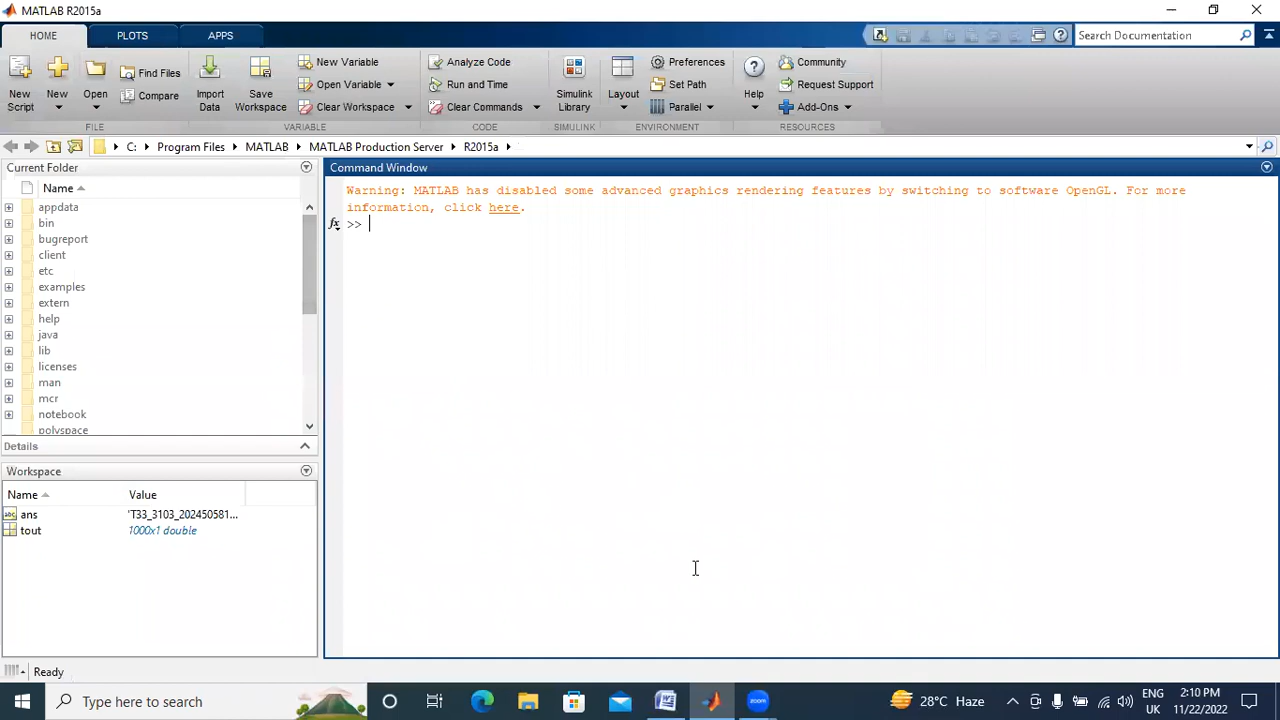 MATLAB R2015a
HOME PLOTS APPS
Search Documentation
New Script
New
Open
Find Files
Compare
Import Data
Save Workspace
New Variable
Open Variable
Clear Workspace
Analyze Code
Run and Time
Clear Commands
Simulink Library
Layout
Preferences
Set Path
Parallel
Help
Community
Request Support
Add-Ons
FILE VARIABLE CODE SIMULINK ENVIRONMENT RESOURCES
C: Program Files MATLAB MATLAB Production Server R2015a
Current Folder
Name
appdata
bin
bugreport
client
etc
examples
extern
help
java
lib
licenses
man
mcr
notebook
polyspace
Details
Workspace
Name Value
ans 'T33_3103_202450581...
tout 1000x1 double
Command Window
Warning: MATLAB has disabled some advanced graphics rendering features by switching to software OpenGL. For more
information, click here.
fx >>
Ready
Type here to search
zoom
28°C Haze
ENG
UK
2:10 PM
11/22/2022